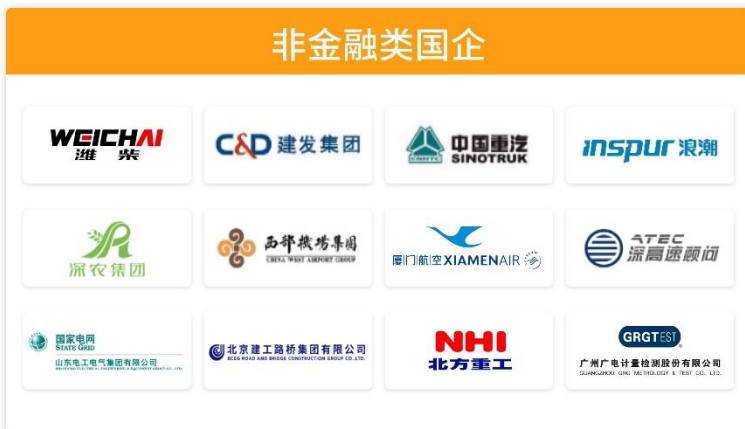 非金融类国企
WEICHAI
潍柴
C&D 建发集团
中国重汽
SINOTRUK
inspur 浪潮
深农集团
西部机场集团
CHINA WEST AIRPORT GROUP
厦门航空 XIAMENAIR
ATEC
深高速顾问
国家电网
STATE GRID
山东电工电气集团有限公司
北京建工路桥集团有限公司
BCEG ROAD AND BRIDGE CONSTRUCTION GROUP CO.,LTD.
NHI
北方重工
GRGTEST
广州广电计量检测股份有限公司
GUANGZHOU GRG METROLOGY & TEST CO., LTD.